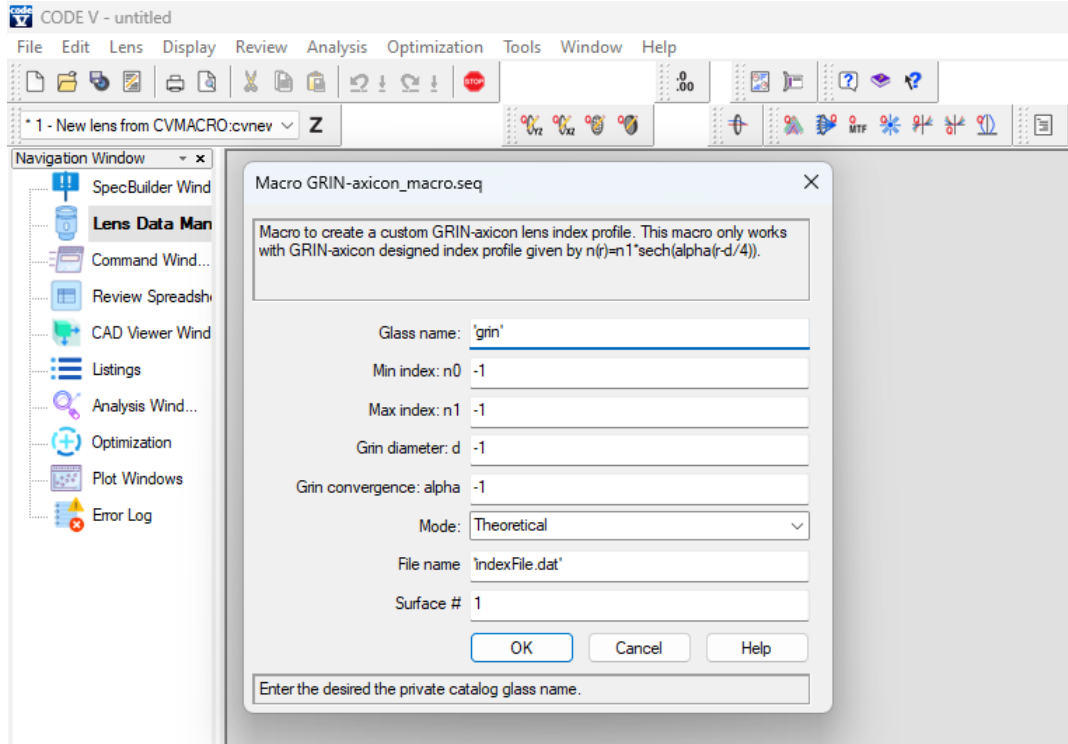 CODE V - untitled
File Edit Lens Display Review Analysis Optimization Tools Window Help
STOP
.0
.00
* 1 - New lens from CVMACRO:cvnev
Z
YZ XZ
MTF
Navigation Window
SpecBuilder Wind
Lens Data Man
Command Wind...
Review Spreadsh
CAD Viewer Wind
Listings
Analysis Wind...
Optimization
Plot Windows
Error Log
Macro GRIN-axicon_macro.seq
Macro to create a custom GRIN-axicon lens index profile. This macro only works
with GRIN-axicon designed index profile given by n(r)=n1*sech(alpha(r-d/4)).
Glass name: 'grin'
Min index: n0 -1
Max index: n1 -1
Grin diameter: d -1
Grin convergence: alpha -1
Mode: Theoretical
File name 'indexFile.dat'
Surface # 1
OK Cancel Help
Enter the desired the private catalog glass name.